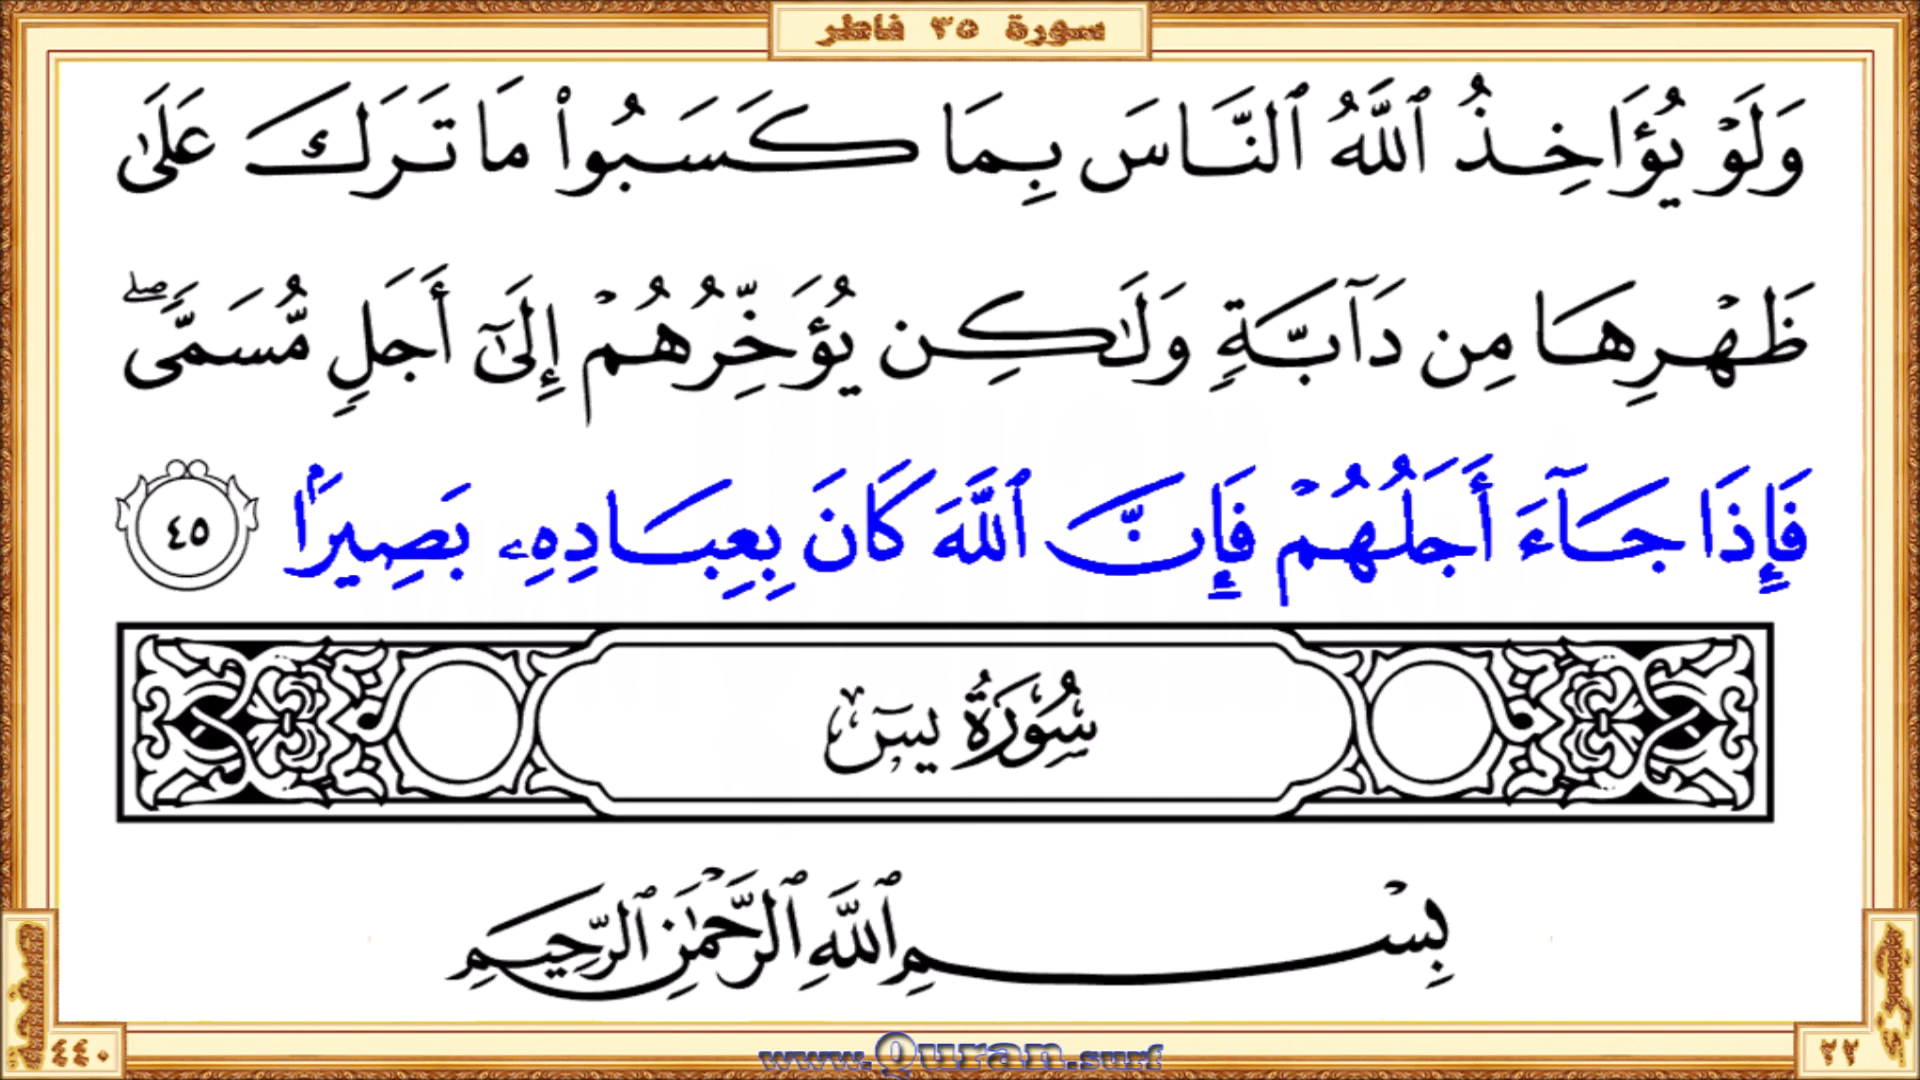 سورة ٣٥ فاطر
وَلَوْ يُؤَاخِذُ ٱللَّهُ ٱلنَّاسَ بِمَا كَسَبُوا۟ مَا تَرَكَ عَلَىٰ
ظَهْرِهَا مِن دَآبَّةٍ وَلَـٰكِن يُؤَخِّرُهُمْ إِلَىٰٓ أَجَلٍ مُّسَمًّى ۖ
فَإِذَا جَآءَ أَجَلُهُمْ فَإِنَّ ٱللَّهَ كَانَ بِعِبَادِهِۦ بَصِيرًۢا ٤٥
سُورَةُ يسٓ
بِسْمِ ٱللَّهِ ٱلرَّحْمَـٰنِ ٱلرَّحِيمِ
صفحة ٤٤٠
www.Quran.surf
٢٢